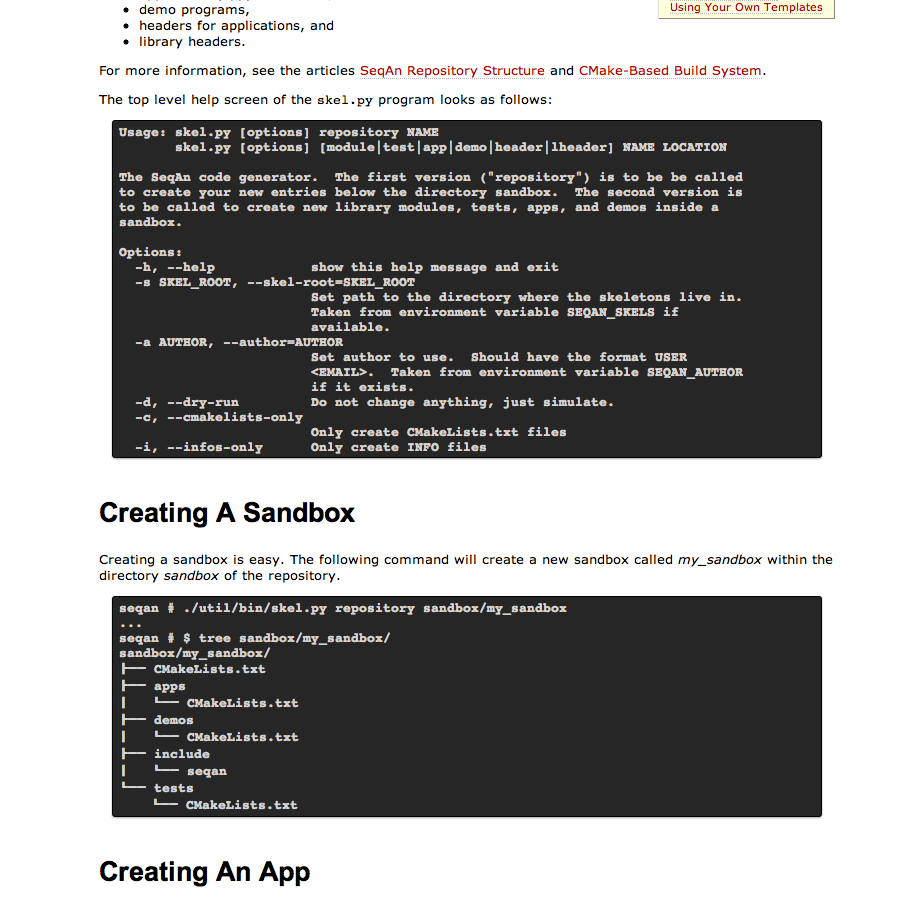 demo programs,
Using Your Own Templates
headers for applications, and
library headers.
For more information, see the articles SeqAn Repository Structure and CMake-Based Build System.
The top level help screen of the skel.py program looks as follows:
Usage: skel.py [options] repository NAME
skel.py [options] [module|test|app|demo|header|lheader] NAME LOCATION
The SeqAn code generator.  The first version ("repository") is to be be called
to create your new entries below the directory sandbox.  The second version is
to be called to create new library modules, tests, apps, and demos inside a
sandbox.
Options:
-h, --help            show this help message and exit
-s SKEL_ROOT, --skel-root=SKEL_ROOT
Set path to the directory where the skeletons live in.
Taken from environment variable SEQAN_SKELS if
available.
-a AUTHOR, --author=AUTHOR
Set author to use.  Should have the format USER
<EMAIL>.  Taken from environment variable SEQAN_AUTHOR
if it exists.
-d, --dry-run         Do not change anything, just simulate.
-c, --cmakelists-only
Only create CMakeLists.txt files
-i, --infos-only      Only create INFO files
Creating A Sandbox
Creating a sandbox is easy. The following command will create a new sandbox called my_sandbox within the
directory sandbox of the repository.
seqan # ./util/bin/skel.py repository sandbox/my_sandbox
...
seqan # $ tree sandbox/my_sandbox/
sandbox/my_sandbox/
├── CMakeLists.txt
├── apps
│   └── CMakeLists.txt
├── demos
│   └── CMakeLists.txt
├── include
│   └── seqan
└── tests
    └── CMakeLists.txt
Creating An App